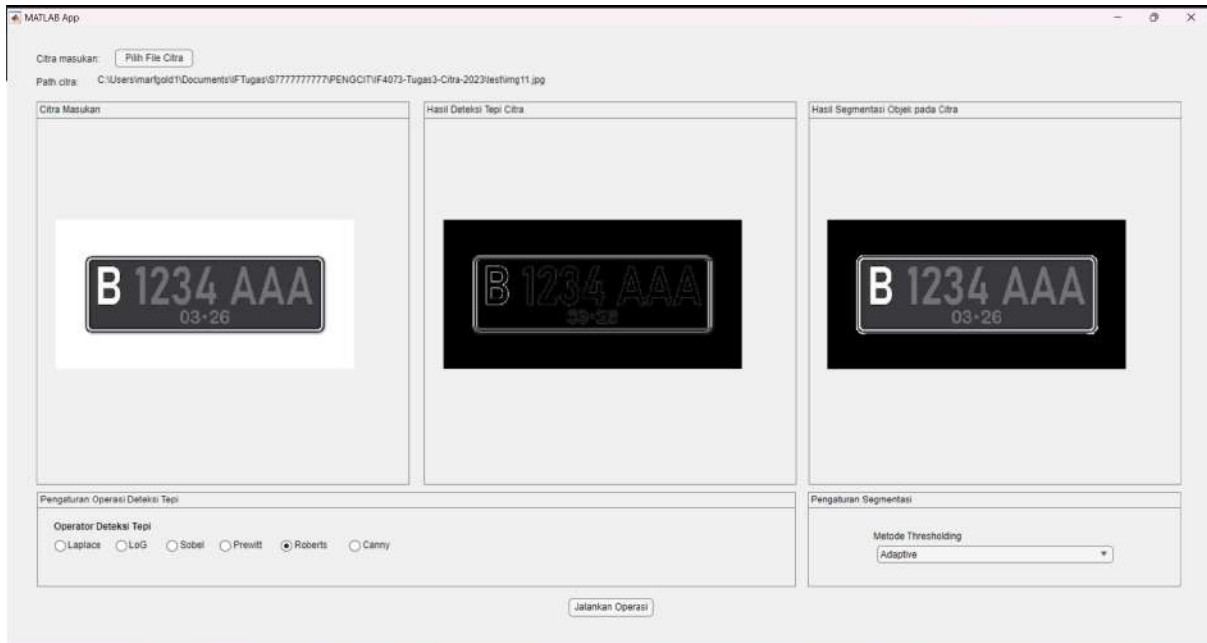 MATLAB App
Citra masukan: Pilih File Citra
Path citra: C:\Users\marfgold1\Documents\IFTugas\S7777777777\PENGCIT\IF4073-Tugas3-Citra-2023\test\img11.jpg
Citra Masukan
B 1234 AAA
03•26
Hasil Deteksi Tepi Citra
B 1234 AAA
03•26
Hasil Segmentasi Objek pada Citra
B 1234 AAA
03•26
Pengaturan Operasi Deteksi Tepi
Operator Deteksi Tepi
Laplace LoG Sobel Prewitt Roberts Canny
Pengaturan Segmentasi
Metode Thresholding
Adaptive
Jalankan Operasi